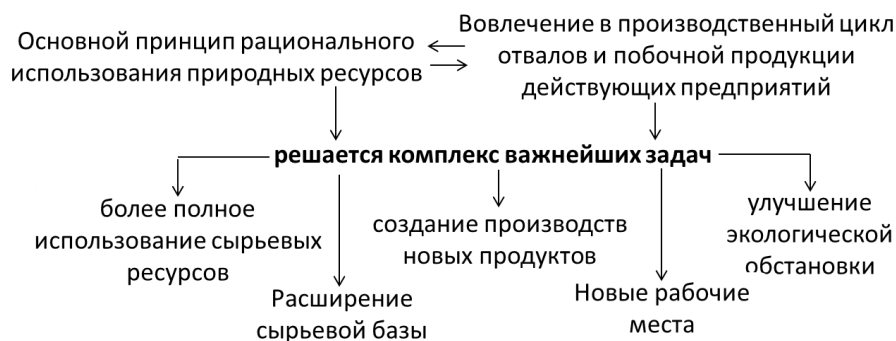 Основной принцип рационального
использования природных ресурсов
Вовлечение в производственный цикл
отвалов и побочной продукции
действующих предприятий
решается комплекс важнейших задач
более полное
использование сырьевых
ресурсов
Расширение
сырьевой базы
создание производств
новых продуктов
Новые рабочие
места
улучшение
экологической
обстановки